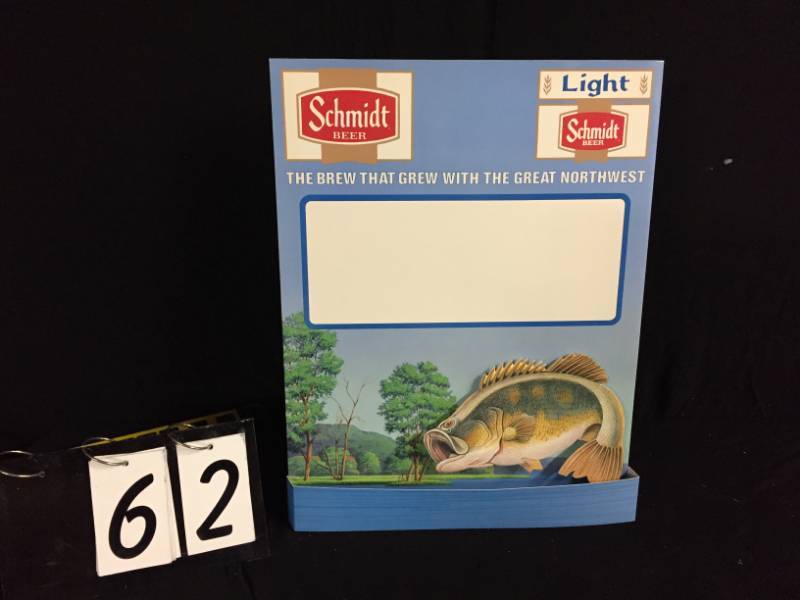 Schmidt
BEER
Light
Schmidt
BEER
THE BREW THAT GREW WITH THE GREAT NORTHWEST
62